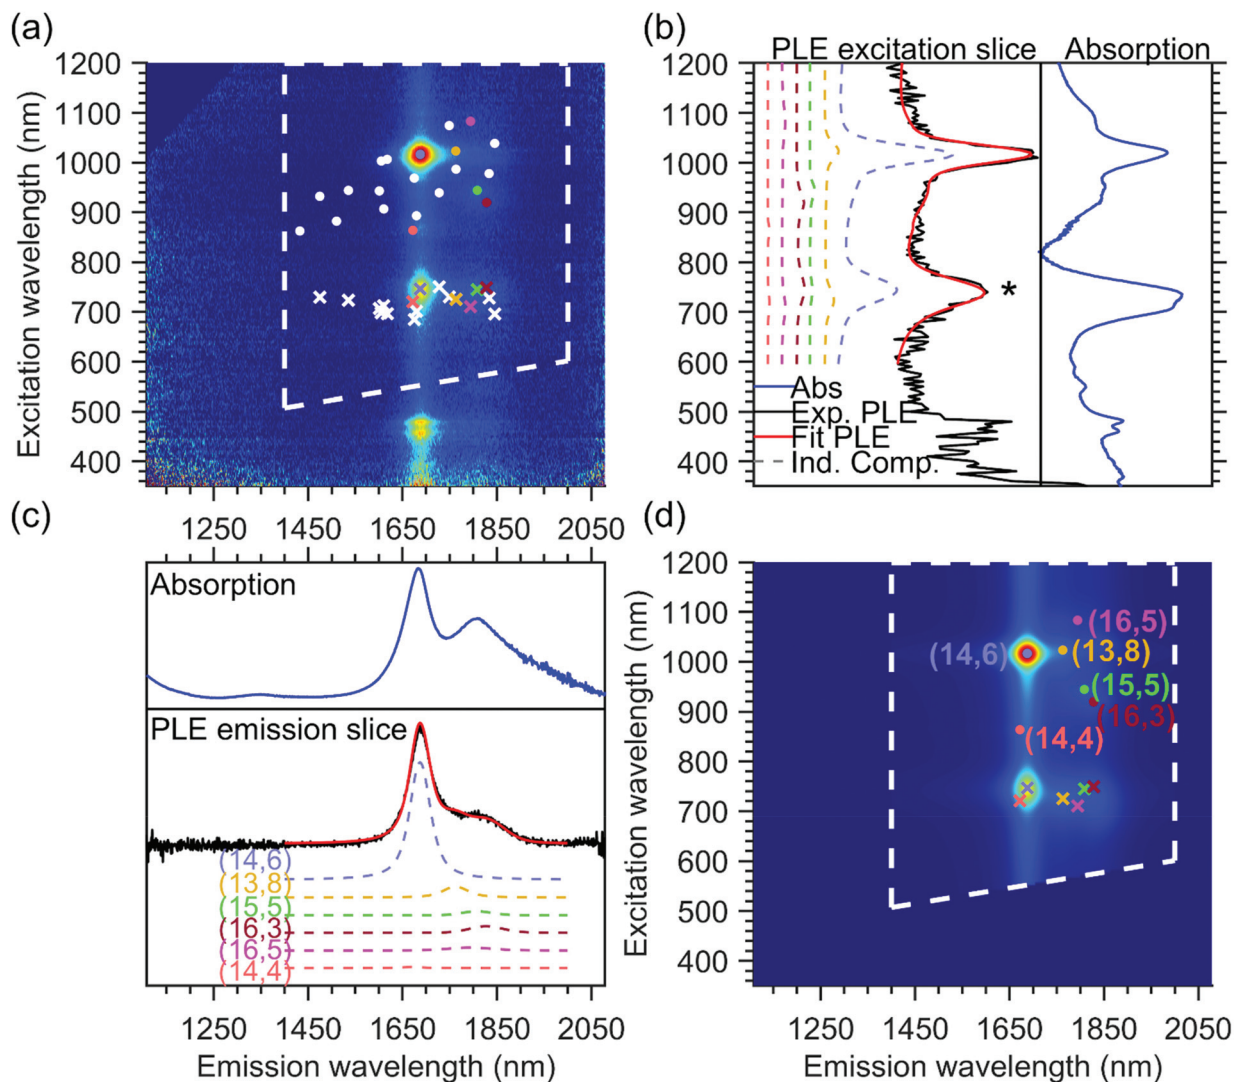 (a)
Excitation wavelength (nm)
1200
1100
1000
900
800
700
600
500
400
1250 1450 1650 1850 2050
(b)
PLE excitation slice Absorption
1200
1100
1000
900
800
700
600
500
400
*
Abs
Exp. PLE
Fit PLE
Ind. Comp.
(c)
Absorption
PLE emission slice
(14,6)
(13,8)
(15,5)
(16,3)
(16,5)
(14,4)
1250 1450 1650 1850 2050
Emission wavelength (nm)
(d)
Excitation wavelength (nm)
1200
1100
1000
900
800
700
600
500
400
(16,5)
(14,6) (13,8)
(15,5)
(16,3)
(14,4)
1250 1450 1650 1850 2050
Emission wavelength (nm)